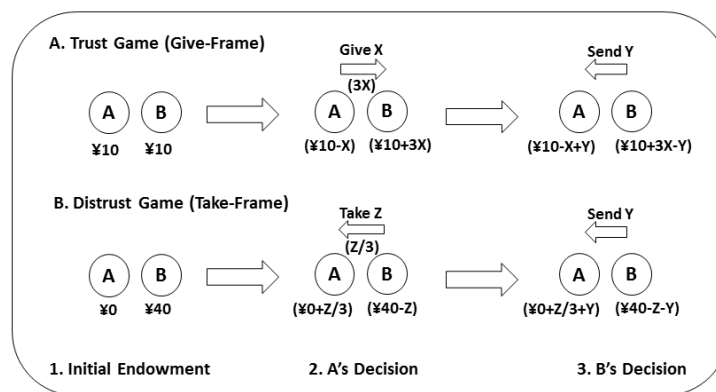 A. Trust Game (Give-Frame)
Give X
(3X)
Send Y
A B
A B
A B
¥10 ¥10
(¥10-X) (¥10+3X)
(¥10-X+Y) (¥10+3X-Y)
B. Distrust Game (Take-Frame)
Take Z
(Z/3)
Send Y
A B
A B
A B
¥0 ¥40
(¥0+Z/3) (¥40-Z)
(¥0+Z/3+Y) (¥40-Z-Y)
1. Initial Endowment 2. A's Decision 3. B's Decision